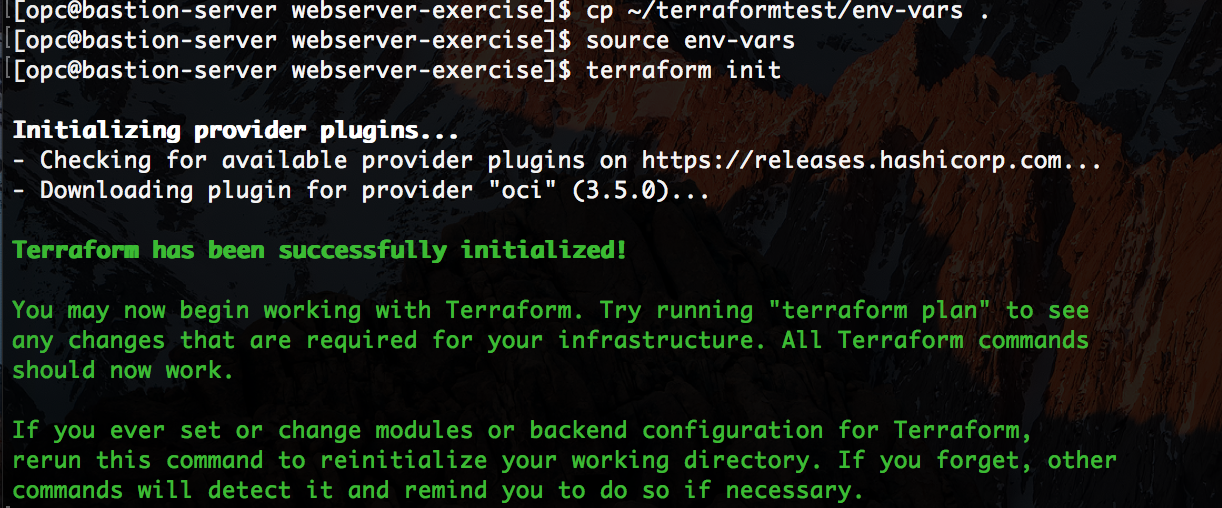 [opc@bastion-server webserver-exercise]$ cp ~/terraformtest/env-vars .
[[opc@bastion-server webserver-exercise]$ source env-vars
[[opc@bastion-server webserver-exercise]$ terraform init
Initializing provider plugins...
- Checking for available provider plugins on https://releases.hashicorp.com...
- Downloading plugin for provider "oci" (3.5.0)...
Terraform has been successfully initialized!
You may now begin working with Terraform. Try running "terraform plan" to see
any changes that are required for your infrastructure. All Terraform commands
should now work.
If you ever set or change modules or backend configuration for Terraform,
rerun this command to reinitialize your working directory. If you forget, other
commands will detect it and remind you to do so if necessary.